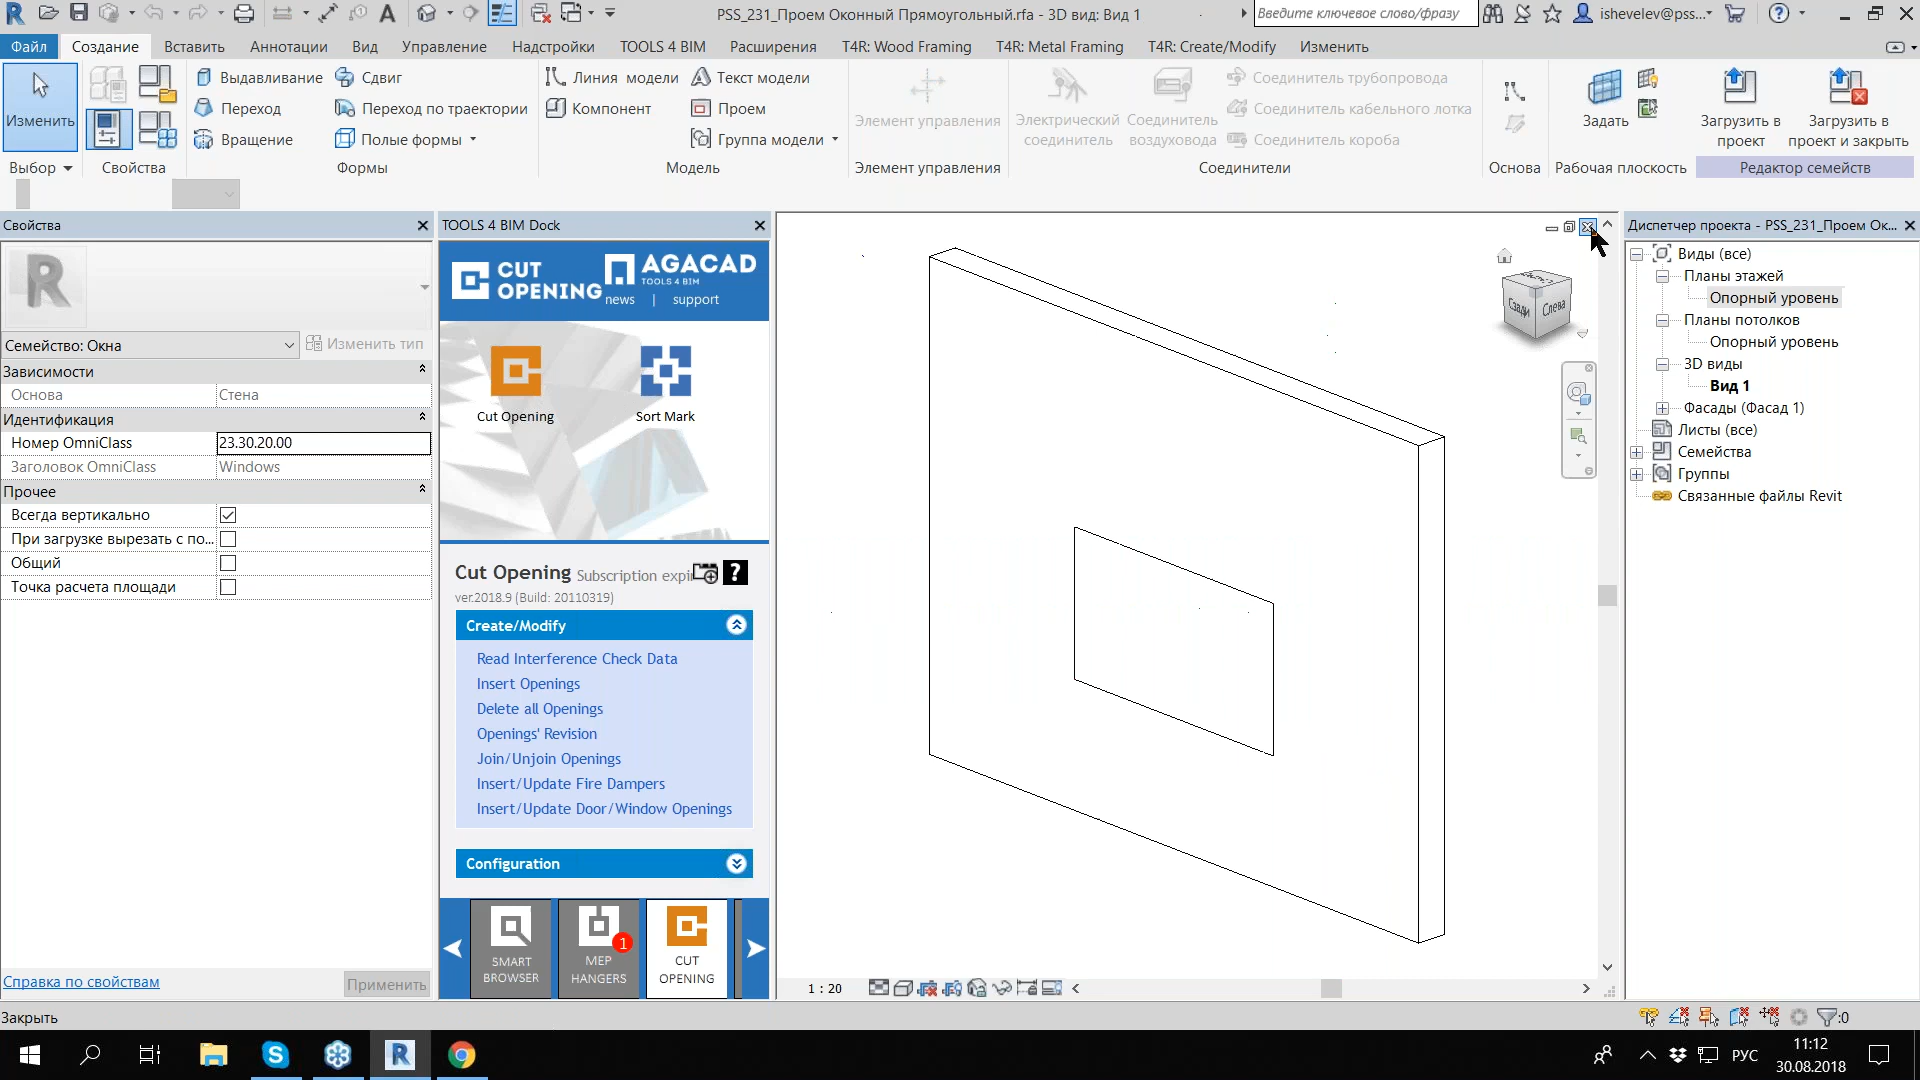 PSS_231_Проем Оконный Прямоугольный.rfa - 3D вид: Вид 1
Введите ключевое слово/фразу
ishevelev@pss...
Файл
Создание
Вставить
Аннотации
Вид
Управление
Надстройки
TOOLS 4 BIM
Расширения
T4R: Wood Framing
T4R: Metal Framing
T4R: Create/Modify
Изменить
Изменить
Выдавливание
Сдвиг
Переход
Переход по траектории
Вращение
Полые формы
Линия модели
Текст модели
Компонент
Проем
Группа модели
Элемент управления
Электрический соединитель
Соединитель воздуховода
Соединитель трубопровода
Соединитель кабельного лотка
Соединитель короба
Задать
Загрузить в проект
Загрузить в проект и закрыть
Выбор
Свойства
Формы
Модель
Элемент управления
Соединители
Основа
Рабочая плоскость
Редактор семейств
Свойства
Семейство: Окна
Изменить тип
Зависимости
Основа
Стена
Идентификация
Номер OmniClass
23.30.20.00
Заголовок OmniClass
Windows
Прочее
Всегда вертикально
При загрузке вырезать с по...
Общий
Точка расчета площади
Справка по свойствам
Применить
TOOLS 4 BIM Dock
CUT OPENING
AGACAD
TOOLS 4 BIM
news | support
Cut Opening
Sort Mark
Cut Opening Subscription expi
ver.2018.9 (Build: 20110319)
Create/Modify
Read Interference Check Data
Insert Openings
Delete all Openings
Openings' Revision
Join/Unjoin Openings
Insert/Update Fire Dampers
Insert/Update Door/Window Openings
Configuration
SMART BROWSER
MEP HANGERS
1
CUT OPENING
Сзади
Слева
1 : 20
Диспетчер проекта - PSS_231_Проем Ок...
Виды (все)
Планы этажей
Опорный уровень
Планы потолков
Опорный уровень
3D виды
Вид 1
Фасады (Фасад 1)
Листы (все)
Семейства
Группы
Связанные файлы Revit
Закрыть
:0
РУС
11:12
30.08.2018